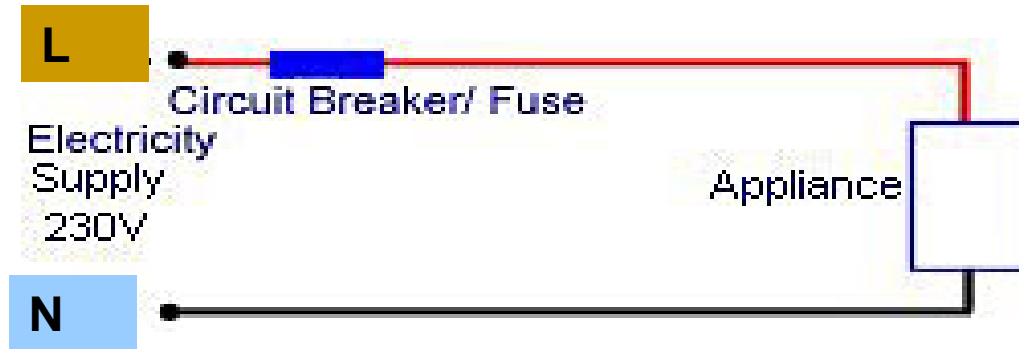 L
Circuit Breaker/ Fuse
Electricity
Supply
230V
Appliance
N